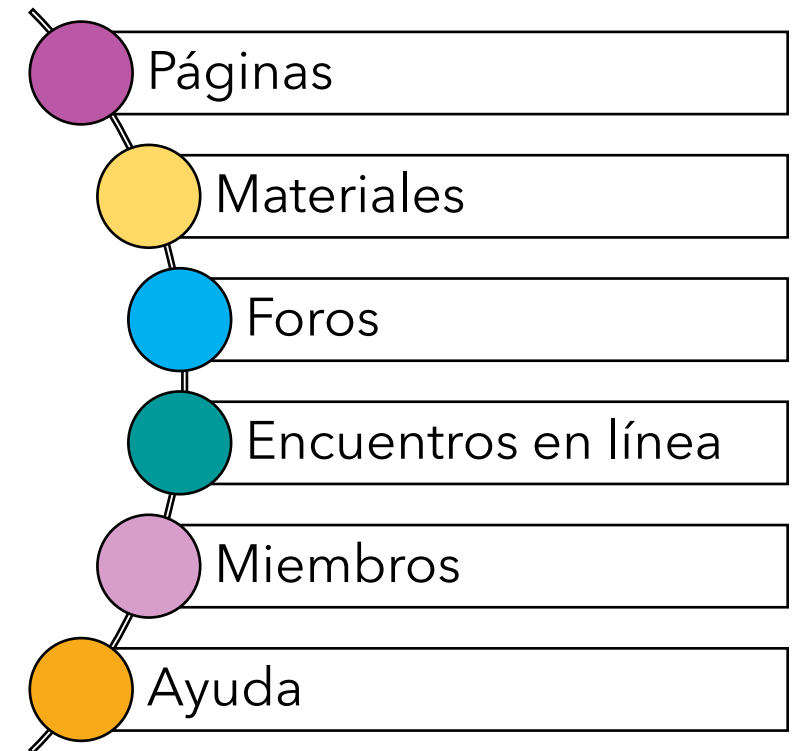 Páginas
Materiales
Foros
Encuentros en línea
Miembros
Ayuda